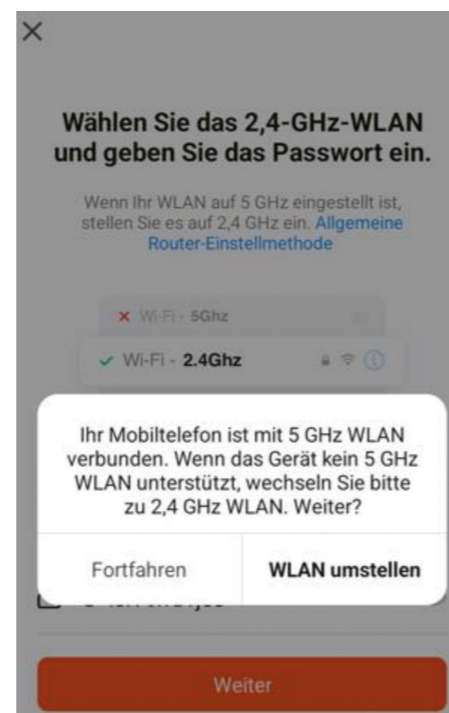 Wählen Sie das 2,4-GHz-WLAN
und geben Sie das Passwort ein.
Wenn Ihr WLAN auf 5 GHz eingestellt ist,
stellen Sie es auf 2,4 GHz ein. Allgemeine
Router-Einstellmethode
Wi-Fi - 5Ghz
Wi-Fi - 2.4Ghz
Ihr Mobiltelefon ist mit 5 GHz WLAN
verbunden. Wenn das Gerät kein 5 GHz
WLAN unterstützt, wechseln Sie bitte
zu 2,4 GHz WLAN. Weiter?
Fortfahren
WLAN umstellen
Weiter